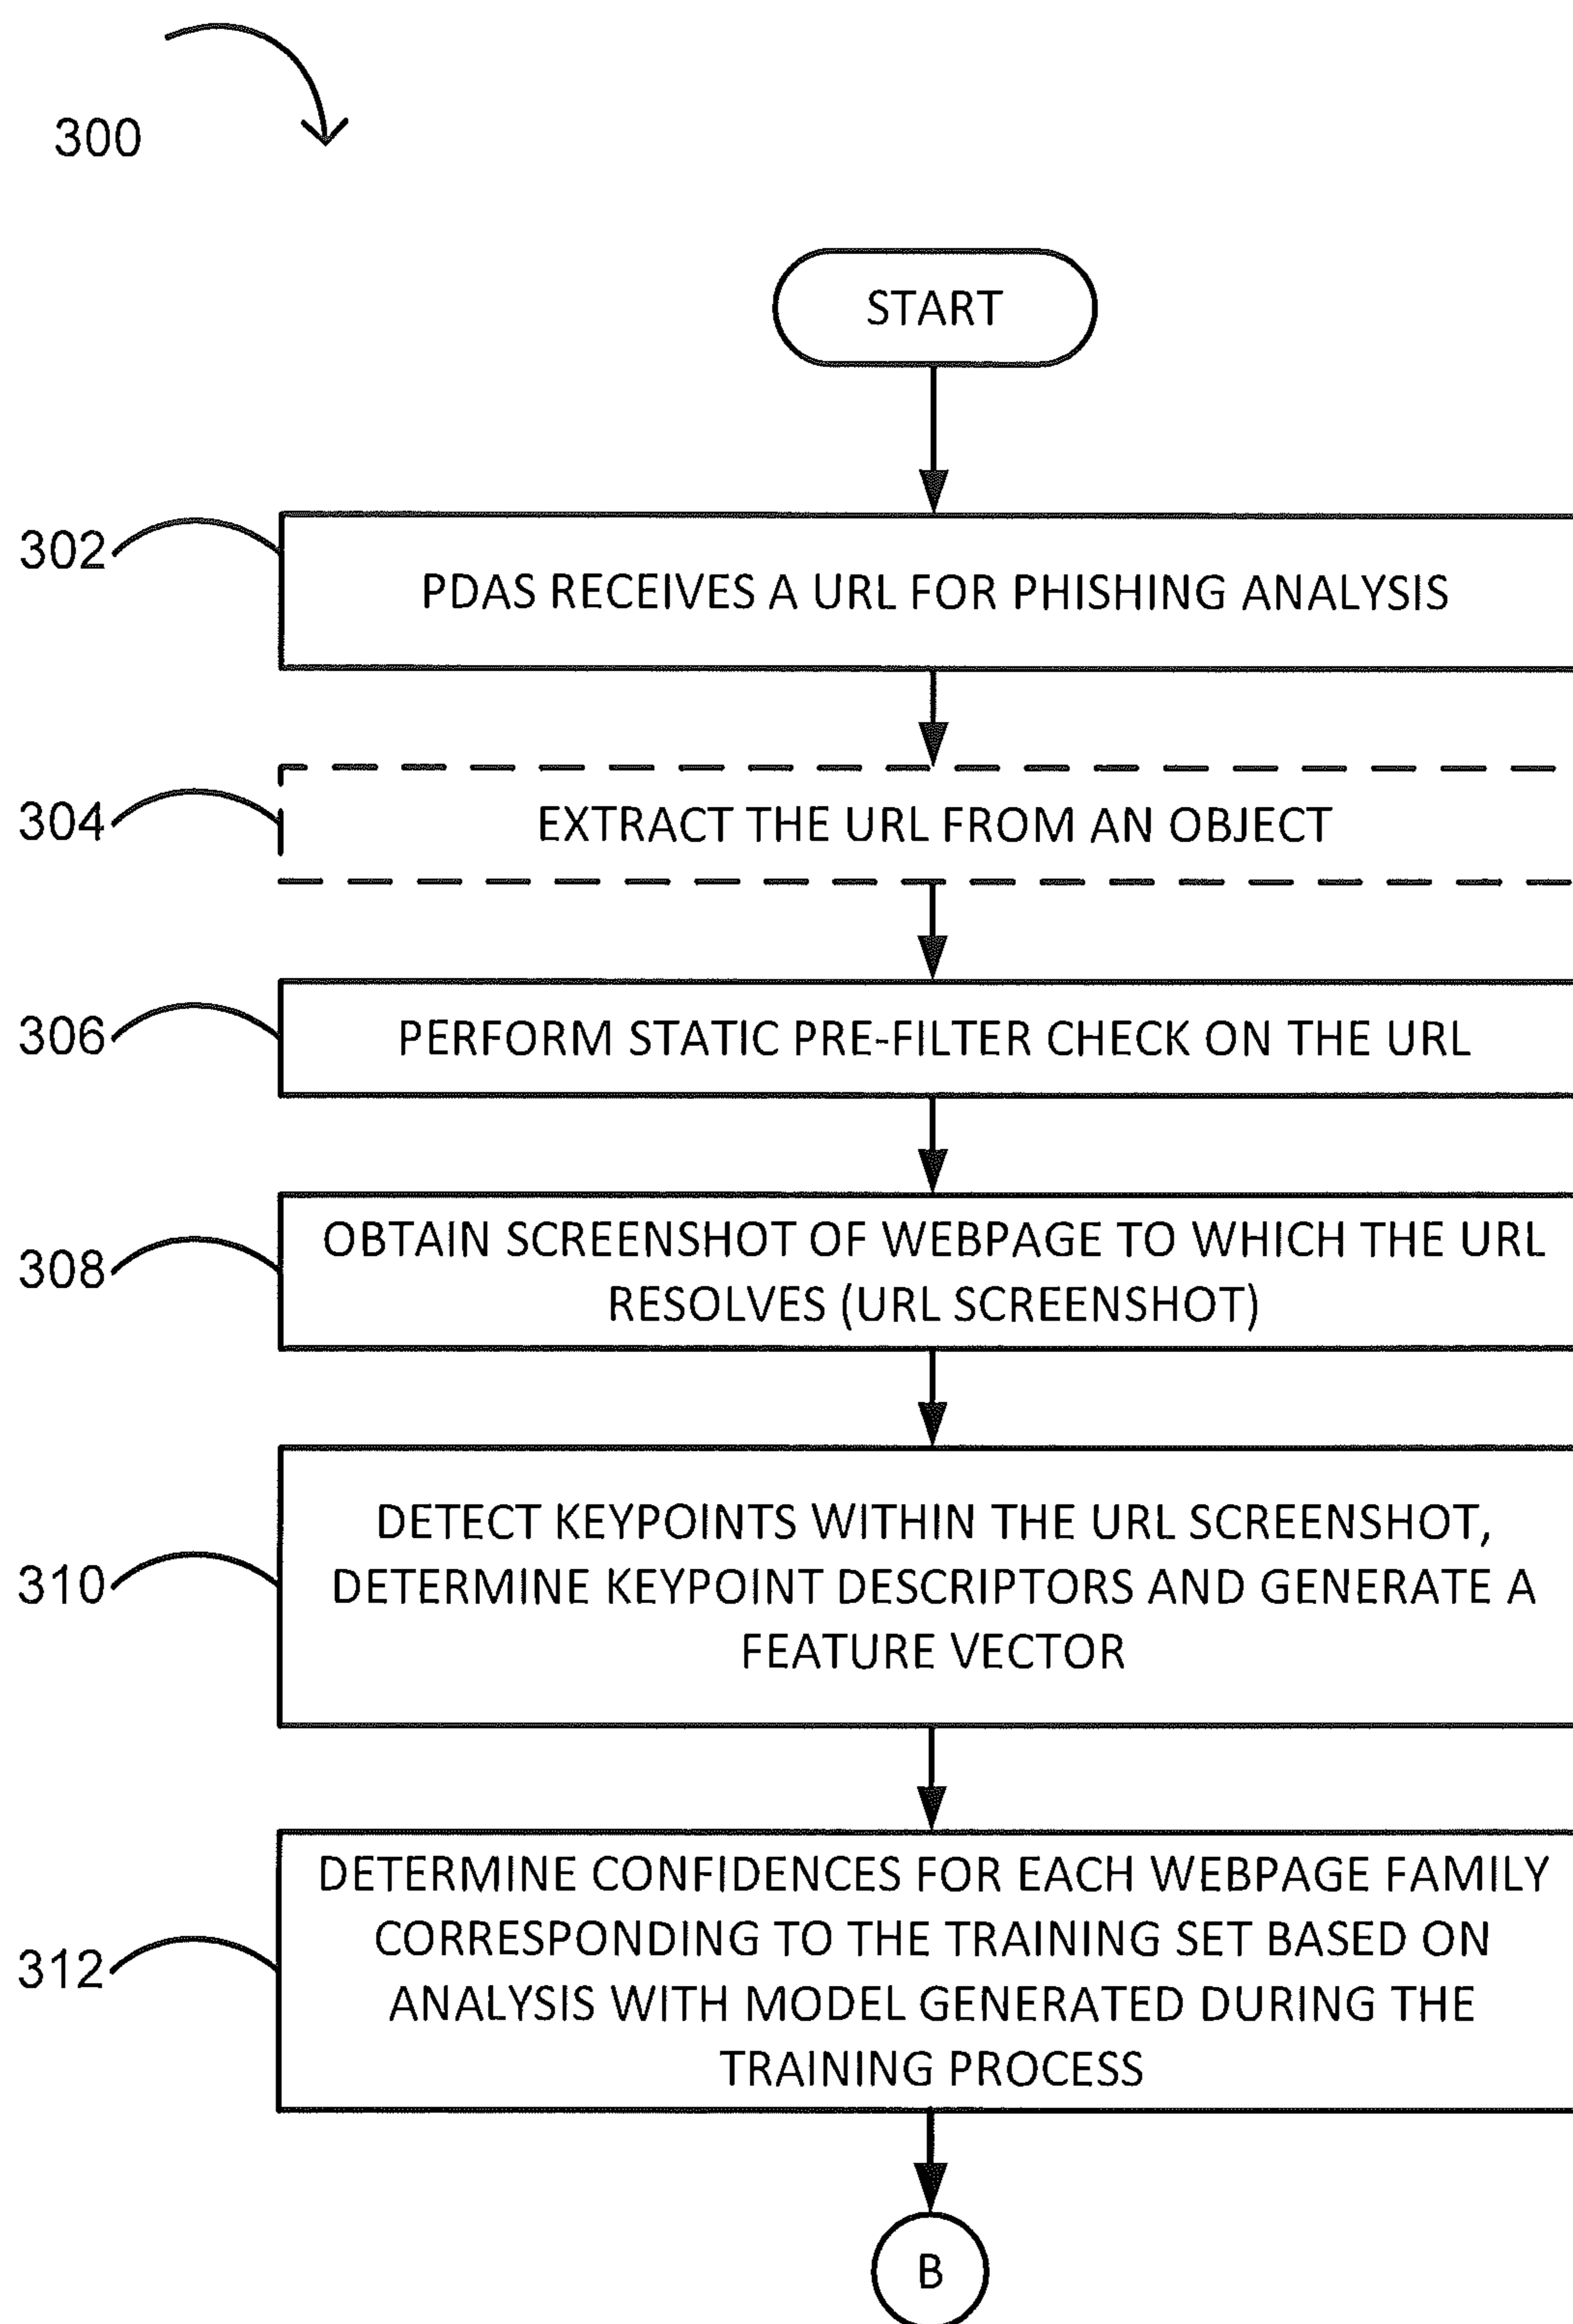 300
START
302
PDAS RECEIVES A URL FOR PHISHING ANALYSIS
304
EXTRACT THE URL FROM AN OBJECT
306
PERFORM STATIC PRE-FILTER CHECK ON THE URL
308
OBTAIN SCREENSHOT OF WEBPAGE TO WHICH THE URL
RESOLVES (URL SCREENSHOT)
310
DETECT KEYPOINTS WITHIN THE URL SCREENSHOT,
DETERMINE KEYPOINT DESCRIPTORS AND GENERATE A
FEATURE VECTOR
312
DETERMINE CONFIDENCES FOR EACH WEBPAGE FAMILY
CORRESPONDING TO THE TRAINING SET BASED ON
ANALYSIS WITH MODEL GENERATED DURING THE
TRAINING PROCESS
B